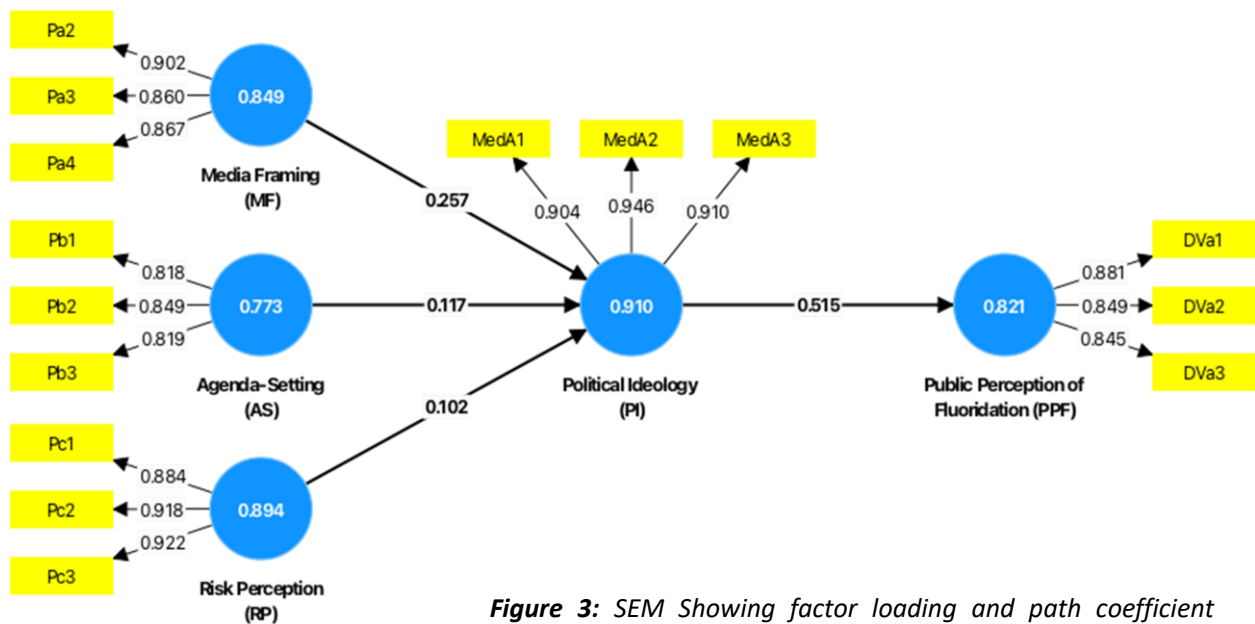 Pa2
0.902
Pa3
0.860
0.849
Pa4
0.867
Media Framing
(MF)
0.257
MedA1
MedA2
MedA3
0.904
0.946
0.910
Pb1
0.818
Pb2
0.849
0.773
Pb3
0.819
Agenda-Setting
(AS)
0.117
0.910
Political Ideology
(PI)
0.515
0.821
Public Perception of
Fluoridation (PPF)
0.881
DVa1
0.849
DVa2
0.845
DVa3
0.102
Pc1
0.884
Pc2
0.918
0.894
Pc3
0.922
Risk Perception
(RP)
Figure 3: SEM Showing factor loading and path coefficient